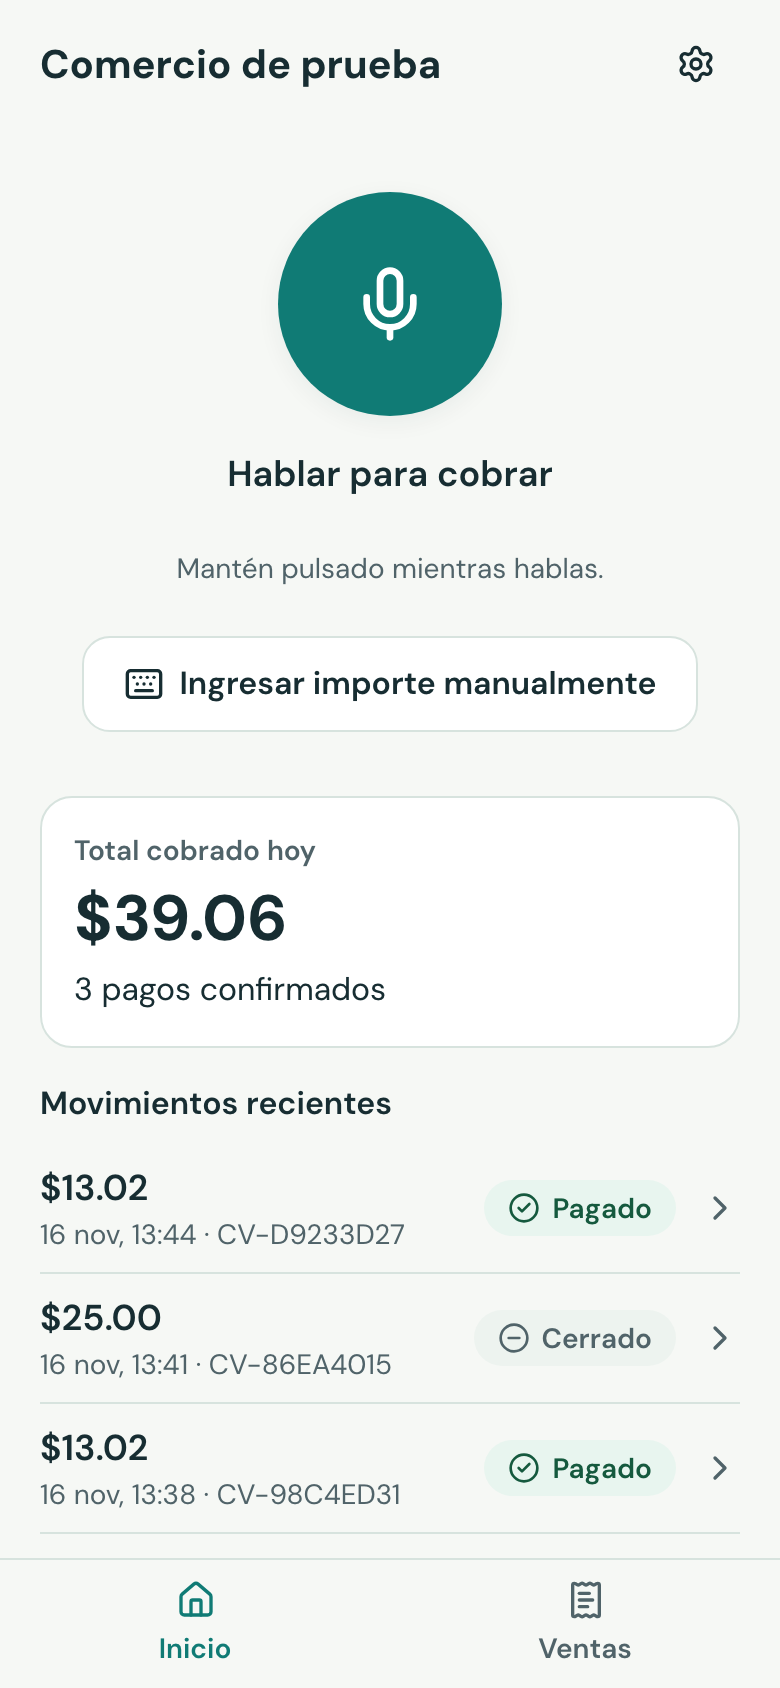 Comercio de prueba
Hablar para cobrar
Mantén pulsado mientras hablas.
Ingresar importe manualmente
Total cobrado hoy
$39.06
3 pagos confirmados
Movimientos recientes
$13.02
16 nov, 13:44 · CV-D9233D27
Pagado
$25.00
16 nov, 13:41 · CV-86EA4015
Cerrado
$13.02
16 nov, 13:38 · CV-98C4ED31
Pagado
Inicio
Ventas